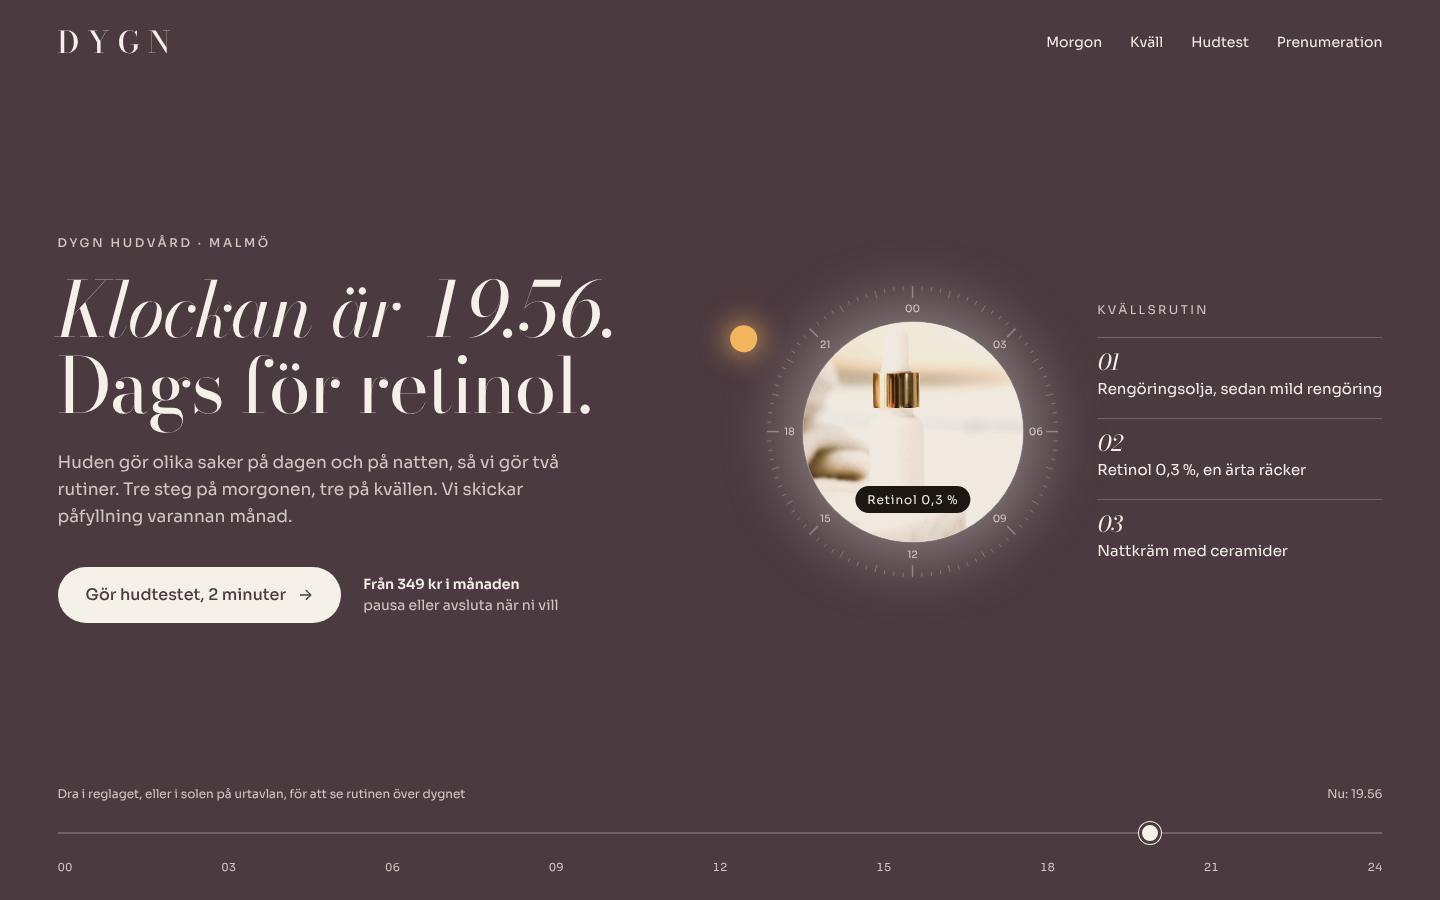 DYGN
Morgon
Kväll
Hudtest
Prenumeration
DYGN HUDVÅRD · MALMÖ
Klockan är 19.56.
Dags för retinol.
Huden gör olika saker på dagen och på natten, så vi gör två
rutiner. Tre steg på morgonen, tre på kvällen. Vi skickar
påfyllning varannan månad.
Gör hudtestet, 2 minuter →
Från 349 kr i månaden
pausa eller avsluta när ni vill
00
03
06
09
12
15
18
21
Retinol 0,3 %
KVÄLLSRUTIN
01
Rengöringsolja, sedan mild rengöring
02
Retinol 0,3 %, en ärta räcker
03
Nattkräm med ceramider
Dra i reglaget, eller i solen på urtavlan, för att se rutinen över dygnet
Nu: 19.56
00 03 06 09 12 15 18 21 24